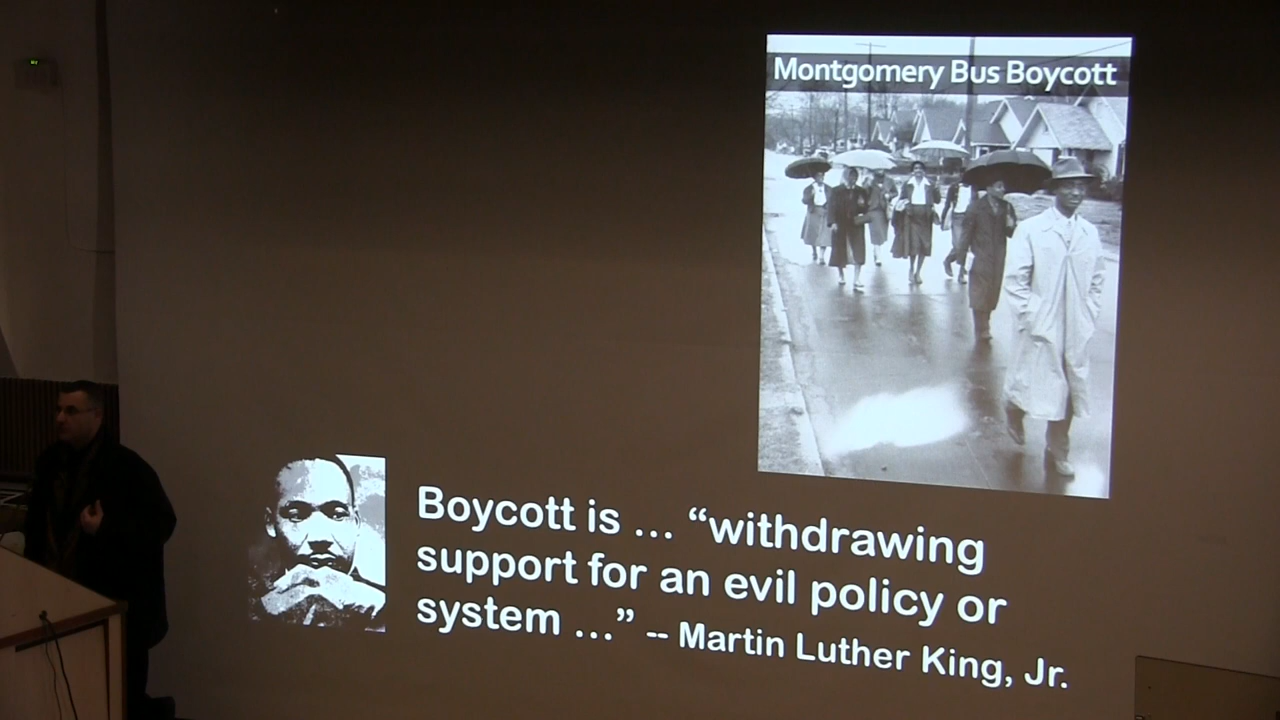 Montgomery Bus Boycott
Boycott is ... “withdrawing
support for an evil policy or
system ...” -- Martin Luther King, Jr.